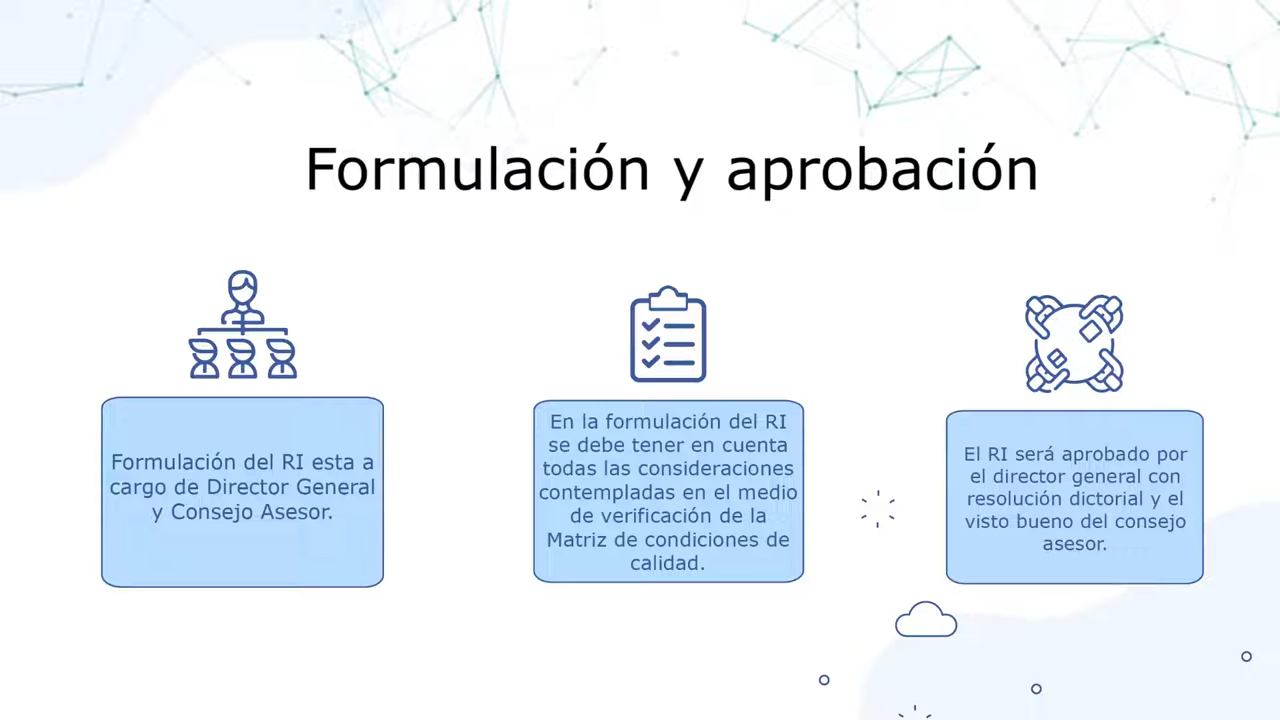 Formulación y aprobación
Formulación del RI esta a
cargo de Director General
y Consejo Asesor.
En la formulación del RI
se debe tener en cuenta
todas las consideraciones
contempladas en el medio
de verificación de la
Matriz de condiciones de
calidad.
El RI será aprobado por
el director general con
resolución dictorial y el
visto bueno del consejo
asesor.